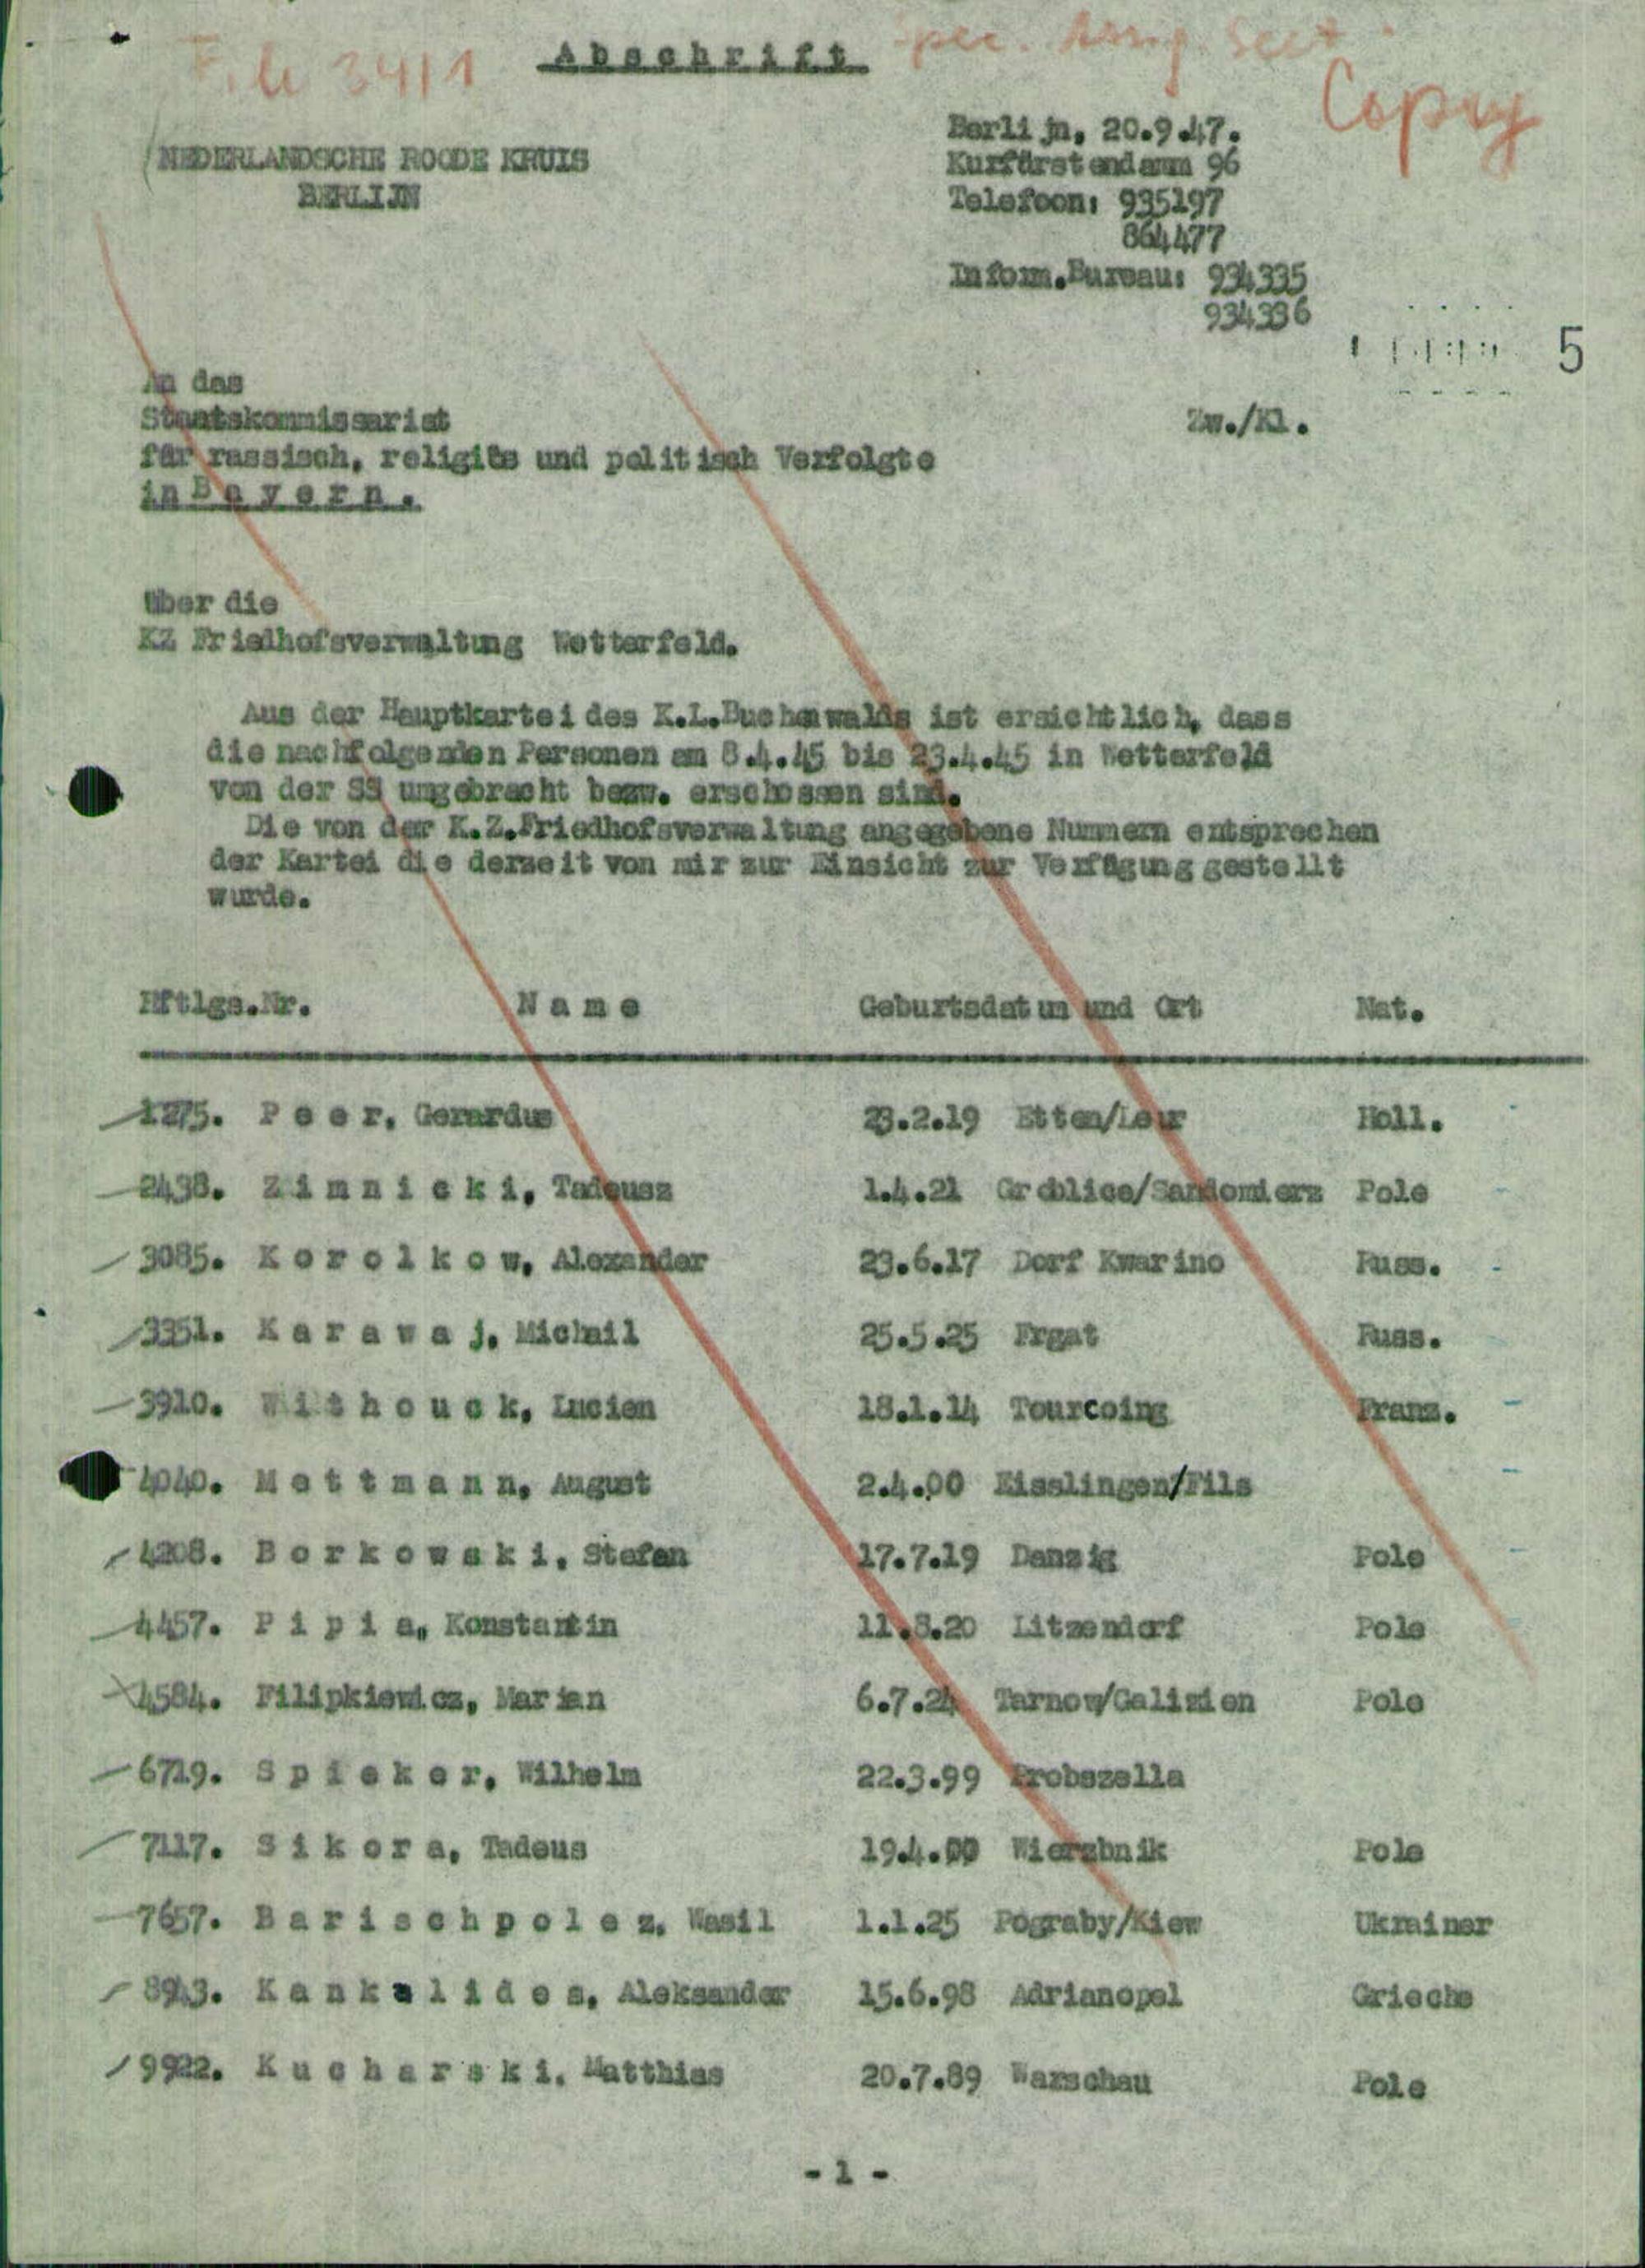 File 34/1
Abschrift
Spec. Assig. Sect.
Copy
NEDERLANDSCHE ROODE KRUIS
BERLIJN
Berlijn, 20.9.47.
Kurfürstendamm 96
Telefoon: 935197
864477
Inform.Bureau: 934335
934336
5
An das
Staatskommissariat
für rassisch, religiös und politisch Verfolgte
in Bayern.
Zw./Kl.
über die
KZ Friedhofsverwaltung Wetterfeld.
Aus der Hauptkartei des K.L.Buchenwalds ist ersichtlich, dass
die nachfolgenden Personen am 8.4.45 bis 23.4.45 in Wetterfeld
von der SS umgebracht bezw. erschossen sind.
Die von der K.Z.Friedhofsverwaltung angegebene Nummern entsprechen
der Kartei die derzeit von mir zur Einsicht zur Verfügung gestellt
wurde.
Hftlgs.Nr. Name Geburtsdatum und Ort Nat.
1275. Peer, Gerardus 23.2.19 Etten/Leur Holl.
2438. Zimnicki, Tadeusz 1.4.21 Groblice/Sandomierz Pole
3085. Korolkow, Alexander 23.6.17 Dorf Kwarino Russ.
3351. Karawaj, Michail 25.5.25 Frgat Russ.
3910. Withouck, Lucien 18.1.14 Tourcoing Franz.
4040. Mettmann, August 2.4.00 Eisslingen/Fils
4208. Borkowski, Stefan 17.7.19 Danzig Pole
4457. Pipia, Konstantin 11.8.20 Litzendorf Pole
4584. Filipkiewicz, Marian 6.7.24 Tarnow/Galizien Pole
6719. Spieker, Wilhelm 22.3.99 Probszella
7117. Sikora, Tadeus 19.4.00 Wierzbnik Pole
7657. Barischpolez, Wasil 1.1.25 Pograby/Kiew Ukrainer
8943. Kankalides, Aleksander 15.6.98 Adrianopel Grieche
9922. Kucharski, Matthias 20.7.89 Warschau Pole
- 1 -